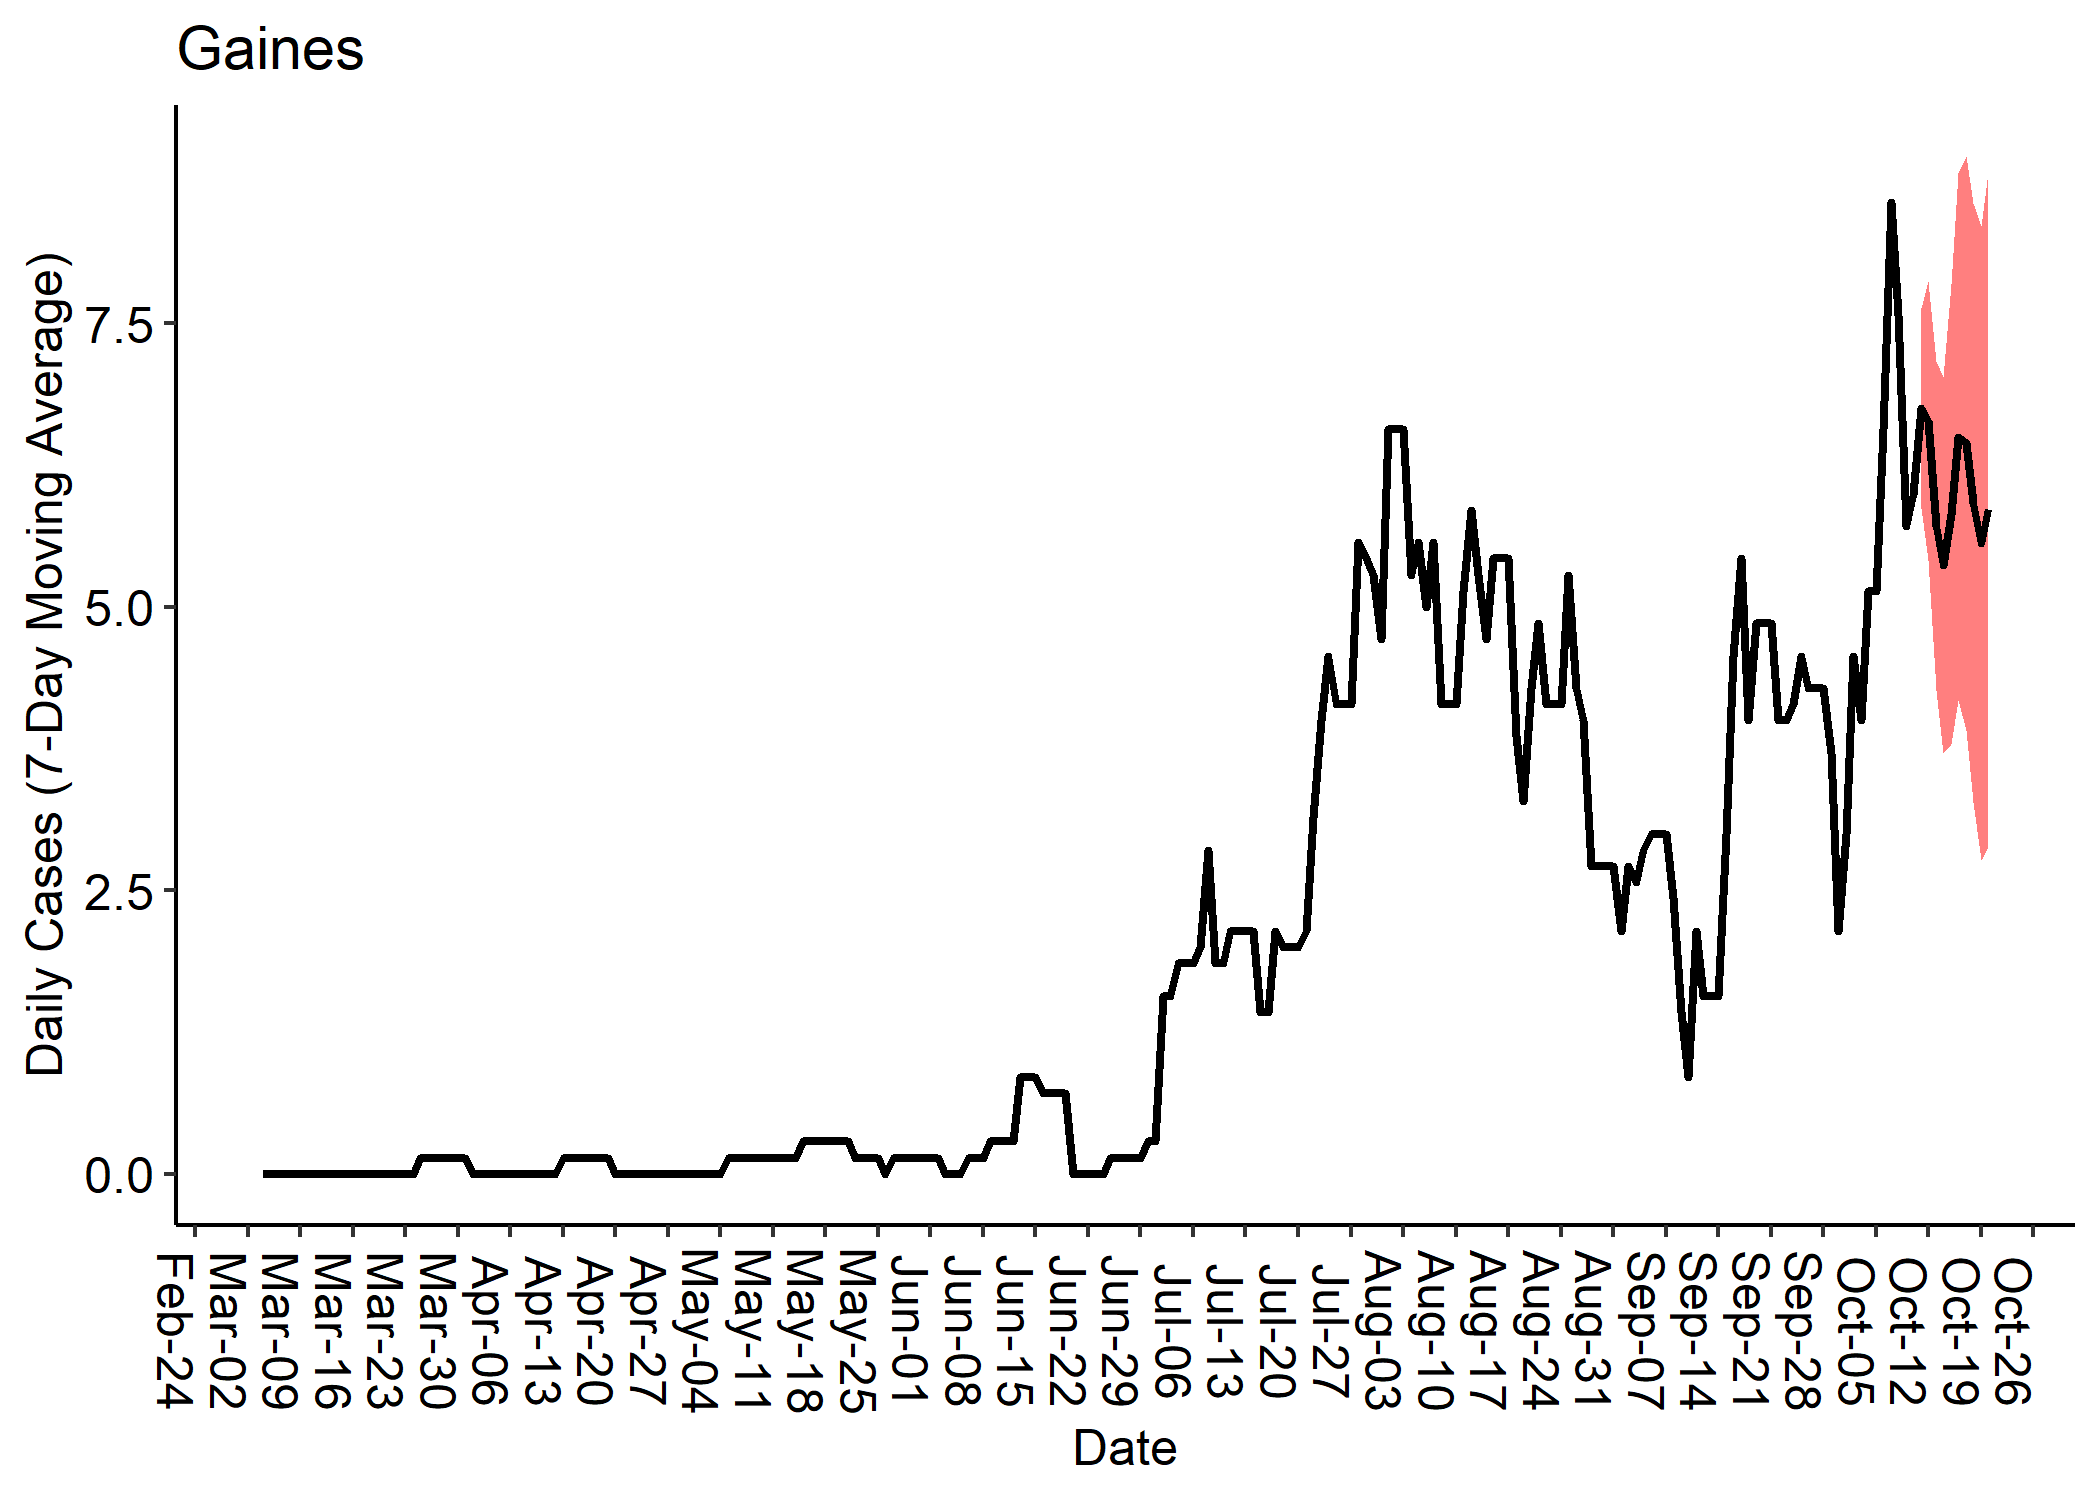 Gaines
Daily Cases (7-Day Moving Average)
7.5
5.0
2.5
0.0
Feb-24
Mar-02
Mar-09
Mar-16
Mar-23
Mar-30
Apr-06
Apr-13
Apr-20
Apr-27
May-04
May-11
May-18
May-25
Jun-01
Jun-08
Jun-15
Jun-22
Jun-29
Jul-06
Jul-13
Jul-20
Jul-27
Aug-03
Aug-10
Aug-17
Aug-24
Aug-31
Sep-07
Sep-14
Sep-21
Sep-28
Oct-05
Oct-12
Oct-19
Oct-26
Date